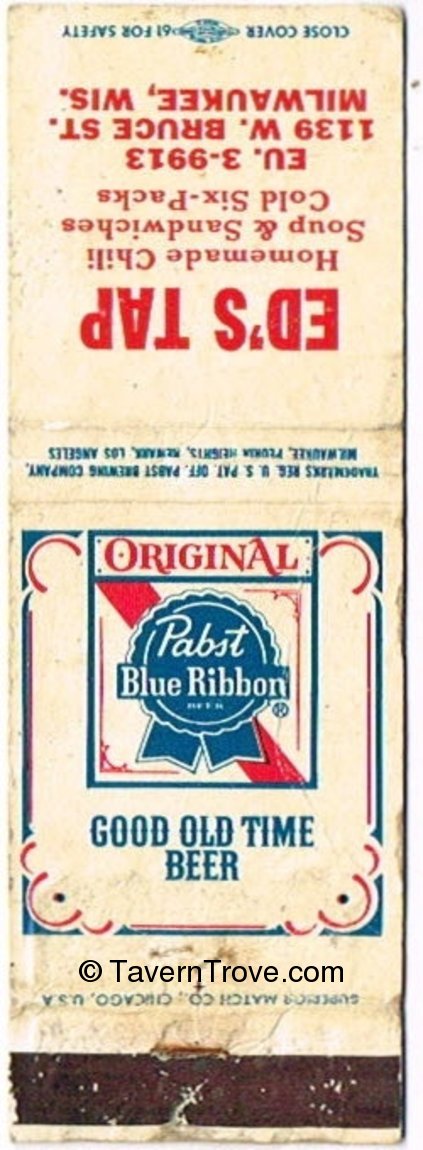 TRADEMARKS REG. U. S. PAT. OFF. PABST BREWING COMPANY,
MILWAUKEE, PEORIA HEIGHTS, NEWARK, LOS ANGELES
ED'S TAP
Homemade Chili
Soup & Sandwiches
Cold Six-Packs
EU. 3-9913
1139 W. BRUCE ST.
MILWAUKEE, WIS.
CLOSE COVER 61 FOR SAFETY
ORIGINAL
Pabst
Blue Ribbon
BEER
®
GOOD OLD TIME
BEER
© TavernTrove.com
SUPERIOR MATCH CO., CHICAGO, U.S.A